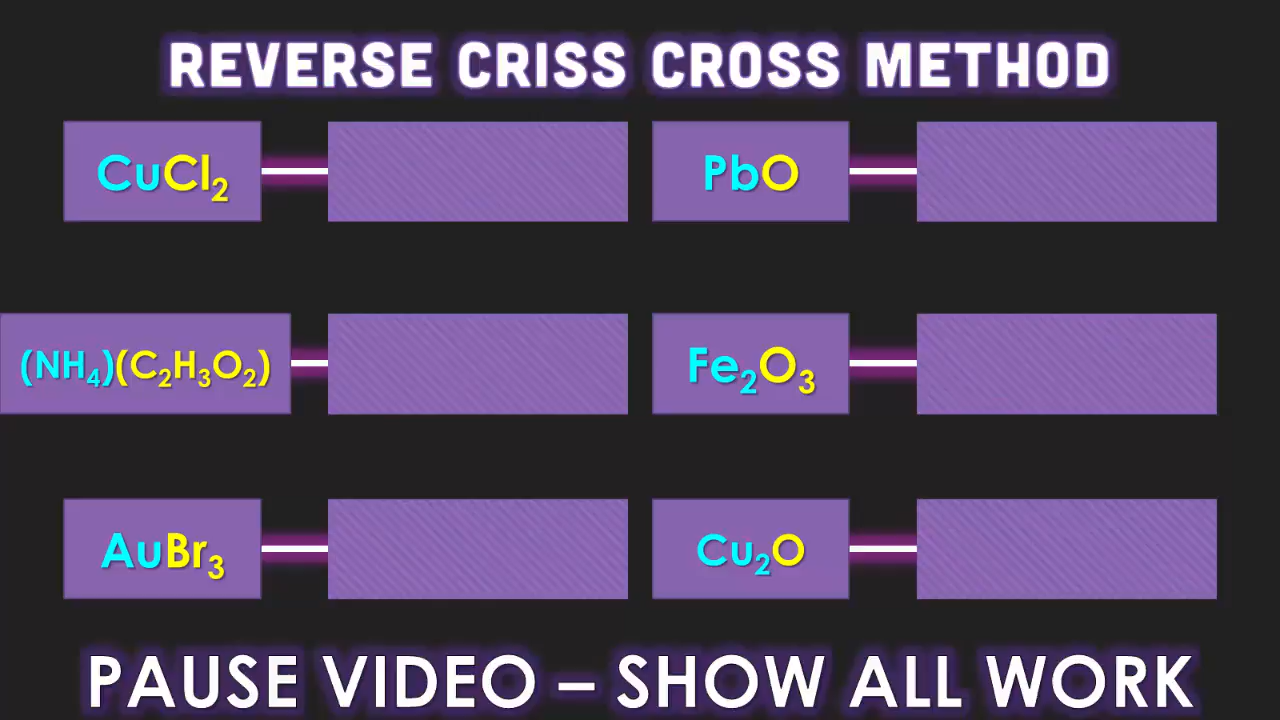 REVERSE CRISS CROSS METHOD
CuCl₂
PbO
(NH₄)(C₂H₃O₂)
Fe₂O₃
AuBr₃
Cu₂O
PAUSE VIDEO – SHOW ALL WORK